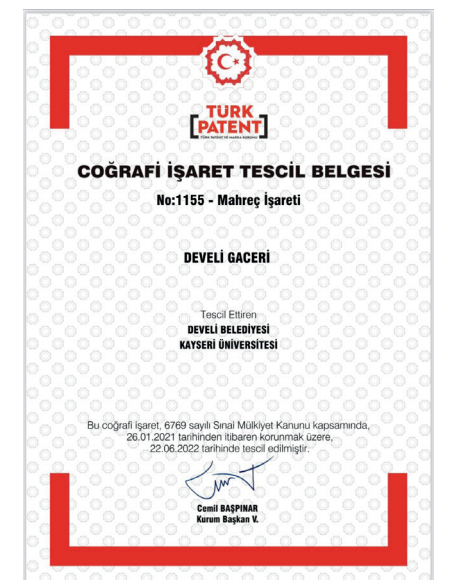 TÜRK
PATENT
TÜRK PATENT VE MARKA KURUMU
COĞRAFİ İŞARET TESCİL BELGESİ
No:1155 - Mahreç İşareti
DEVELİ GACERİ
Tescil Ettiren
DEVELİ BELEDİYESİ
KAYSERİ ÜNİVERSİTESİ
Bu coğrafi işaret, 6769 sayılı Sınai Mülkiyet Kanunu kapsamında,
26.01.2021 tarihinden itibaren korunmak üzere,
22.06.2022 tarihinde tescil edilmiştir.
Cemil BAŞPINAR
Kurum Başkan V.